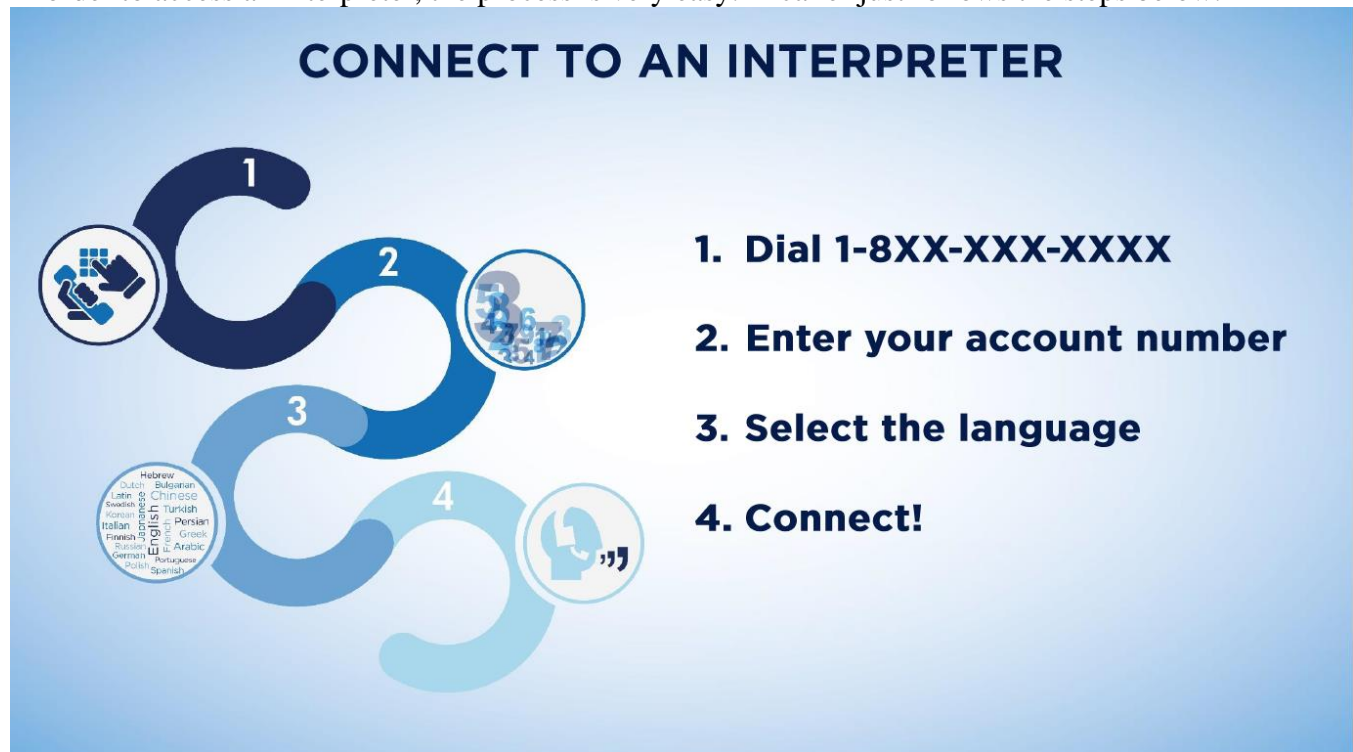 CONNECT TO AN INTERPRETER
1
2
3
4
Hebrew
Dutch Bulgarian
Latin Chinese
Swedish Turkish
Korean Japnanese
Italian English French Persian
Finnish Greek
Russian Arabic
German Portuguese
Polish Spanish
1. Dial 1-8XX-XXX-XXXX
2. Enter your account number
3. Select the language
4. Connect!